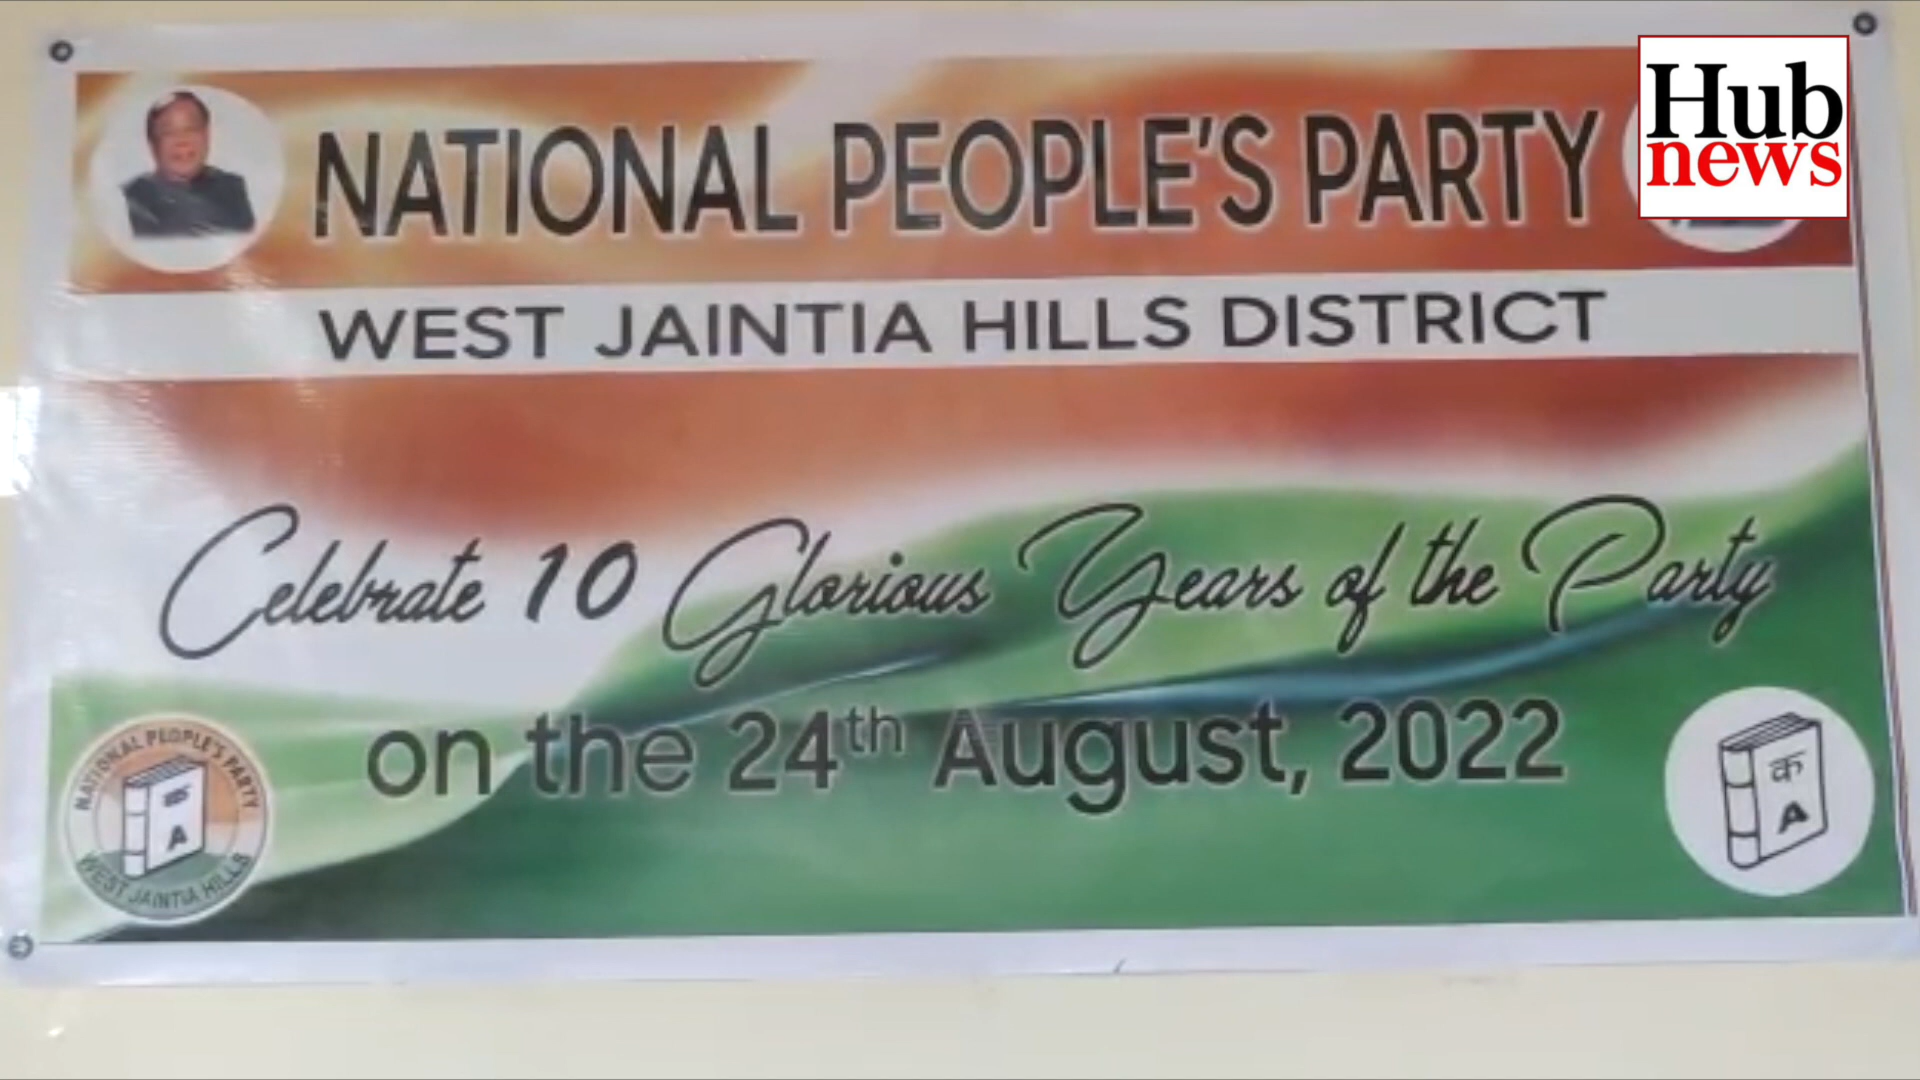 Hub
news
NATIONAL PEOPLE'S PARTY
WEST JAINTIA HILLS DISTRICT
Celebrate 10 Glorious Years of the Party
on the 24th August, 2022
NATIONAL PEOPLE'S PARTY
A
WEST JAINTIA HILLS
क
A